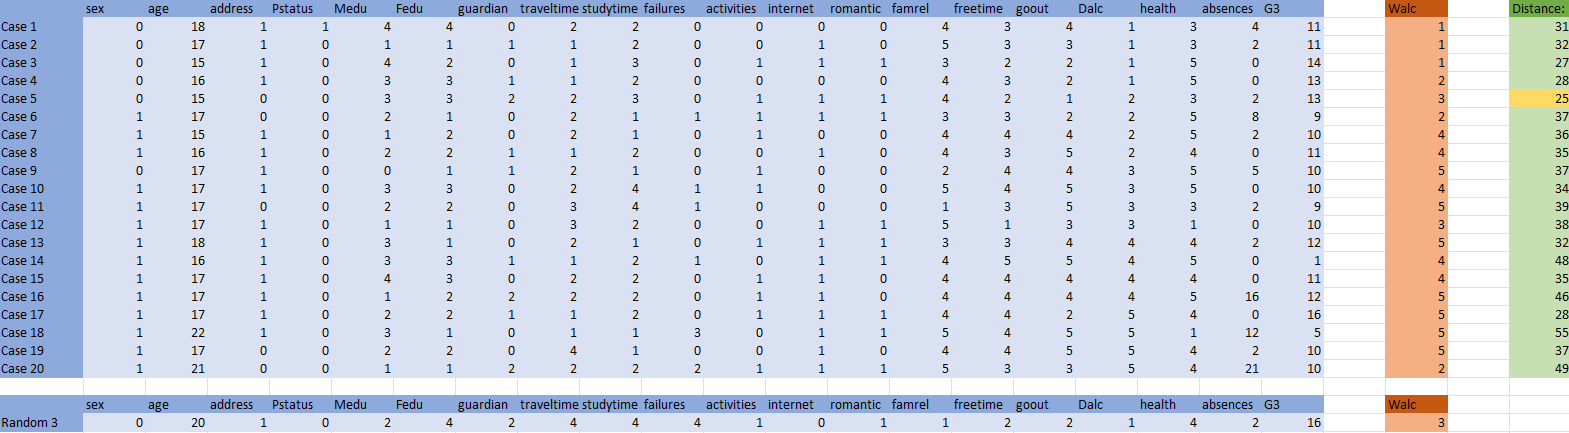 sex age address Pstatus Medu Fedu guardian traveltime studytime failures activities internet romantic famrel freetime goout Dalc health absences G3 Walc Distance:
Case 1 0 18 1 1 4 4 0 2 2 0 0 0 0 4 3 4 1 3 4 11 1 31
Case 2 0 17 1 0 1 1 1 1 2 0 0 1 0 5 3 3 1 3 2 11 1 32
Case 3 0 15 1 0 4 2 0 1 3 0 1 1 1 3 2 2 1 5 0 14 1 27
Case 4 0 16 1 0 3 3 1 1 2 0 0 0 0 4 3 2 1 5 0 13 2 28
Case 5 0 15 0 0 3 3 2 2 3 0 1 1 1 4 2 1 2 3 2 13 3 25
Case 6 1 17 0 0 2 1 0 2 1 1 1 1 1 3 3 2 2 5 8 9 2 37
Case 7 1 15 1 0 1 2 0 2 1 0 1 0 0 4 4 4 2 5 2 10 4 36
Case 8 1 16 1 0 2 2 1 1 2 0 0 1 0 4 3 5 2 4 0 11 4 35
Case 9 0 17 1 0 0 1 1 2 1 0 1 0 0 2 4 4 3 5 5 10 5 37
Case 10 1 17 1 0 3 3 0 2 4 1 1 0 0 5 4 5 3 5 0 10 4 34
Case 11 1 17 0 0 2 2 0 3 4 1 0 0 0 1 3 5 3 3 2 9 5 39
Case 12 1 17 1 0 1 1 0 3 2 0 0 1 1 5 1 3 3 1 0 10 3 38
Case 13 1 18 1 0 3 1 0 2 1 0 1 1 1 3 3 4 4 4 2 12 5 32
Case 14 1 16 1 0 3 3 1 1 2 1 0 1 1 4 5 5 4 5 0 1 4 48
Case 15 1 17 1 0 4 3 0 2 2 0 1 1 0 4 4 4 4 4 0 11 4 35
Case 16 1 17 1 0 1 2 2 2 2 0 1 1 0 4 4 4 4 5 16 12 5 46
Case 17 1 17 1 0 2 2 1 1 2 0 1 1 1 4 4 2 5 4 0 16 5 28
Case 18 1 22 1 0 3 1 0 1 1 3 0 1 1 5 4 5 5 1 12 5 5 55
Case 19 1 17 0 0 2 2 0 4 1 0 0 1 0 4 4 5 5 4 2 10 5 37
Case 20 1 21 0 0 1 1 2 2 2 2 1 1 1 5 3 3 5 4 21 10 2 49
sex age address Pstatus Medu Fedu guardian traveltime studytime failures activities internet romantic famrel freetime goout Dalc health absences G3 Walc
Random 3 0 20 1 0 2 4 2 4 4 4 1 0 1 1 2 2 1 4 2 16 3